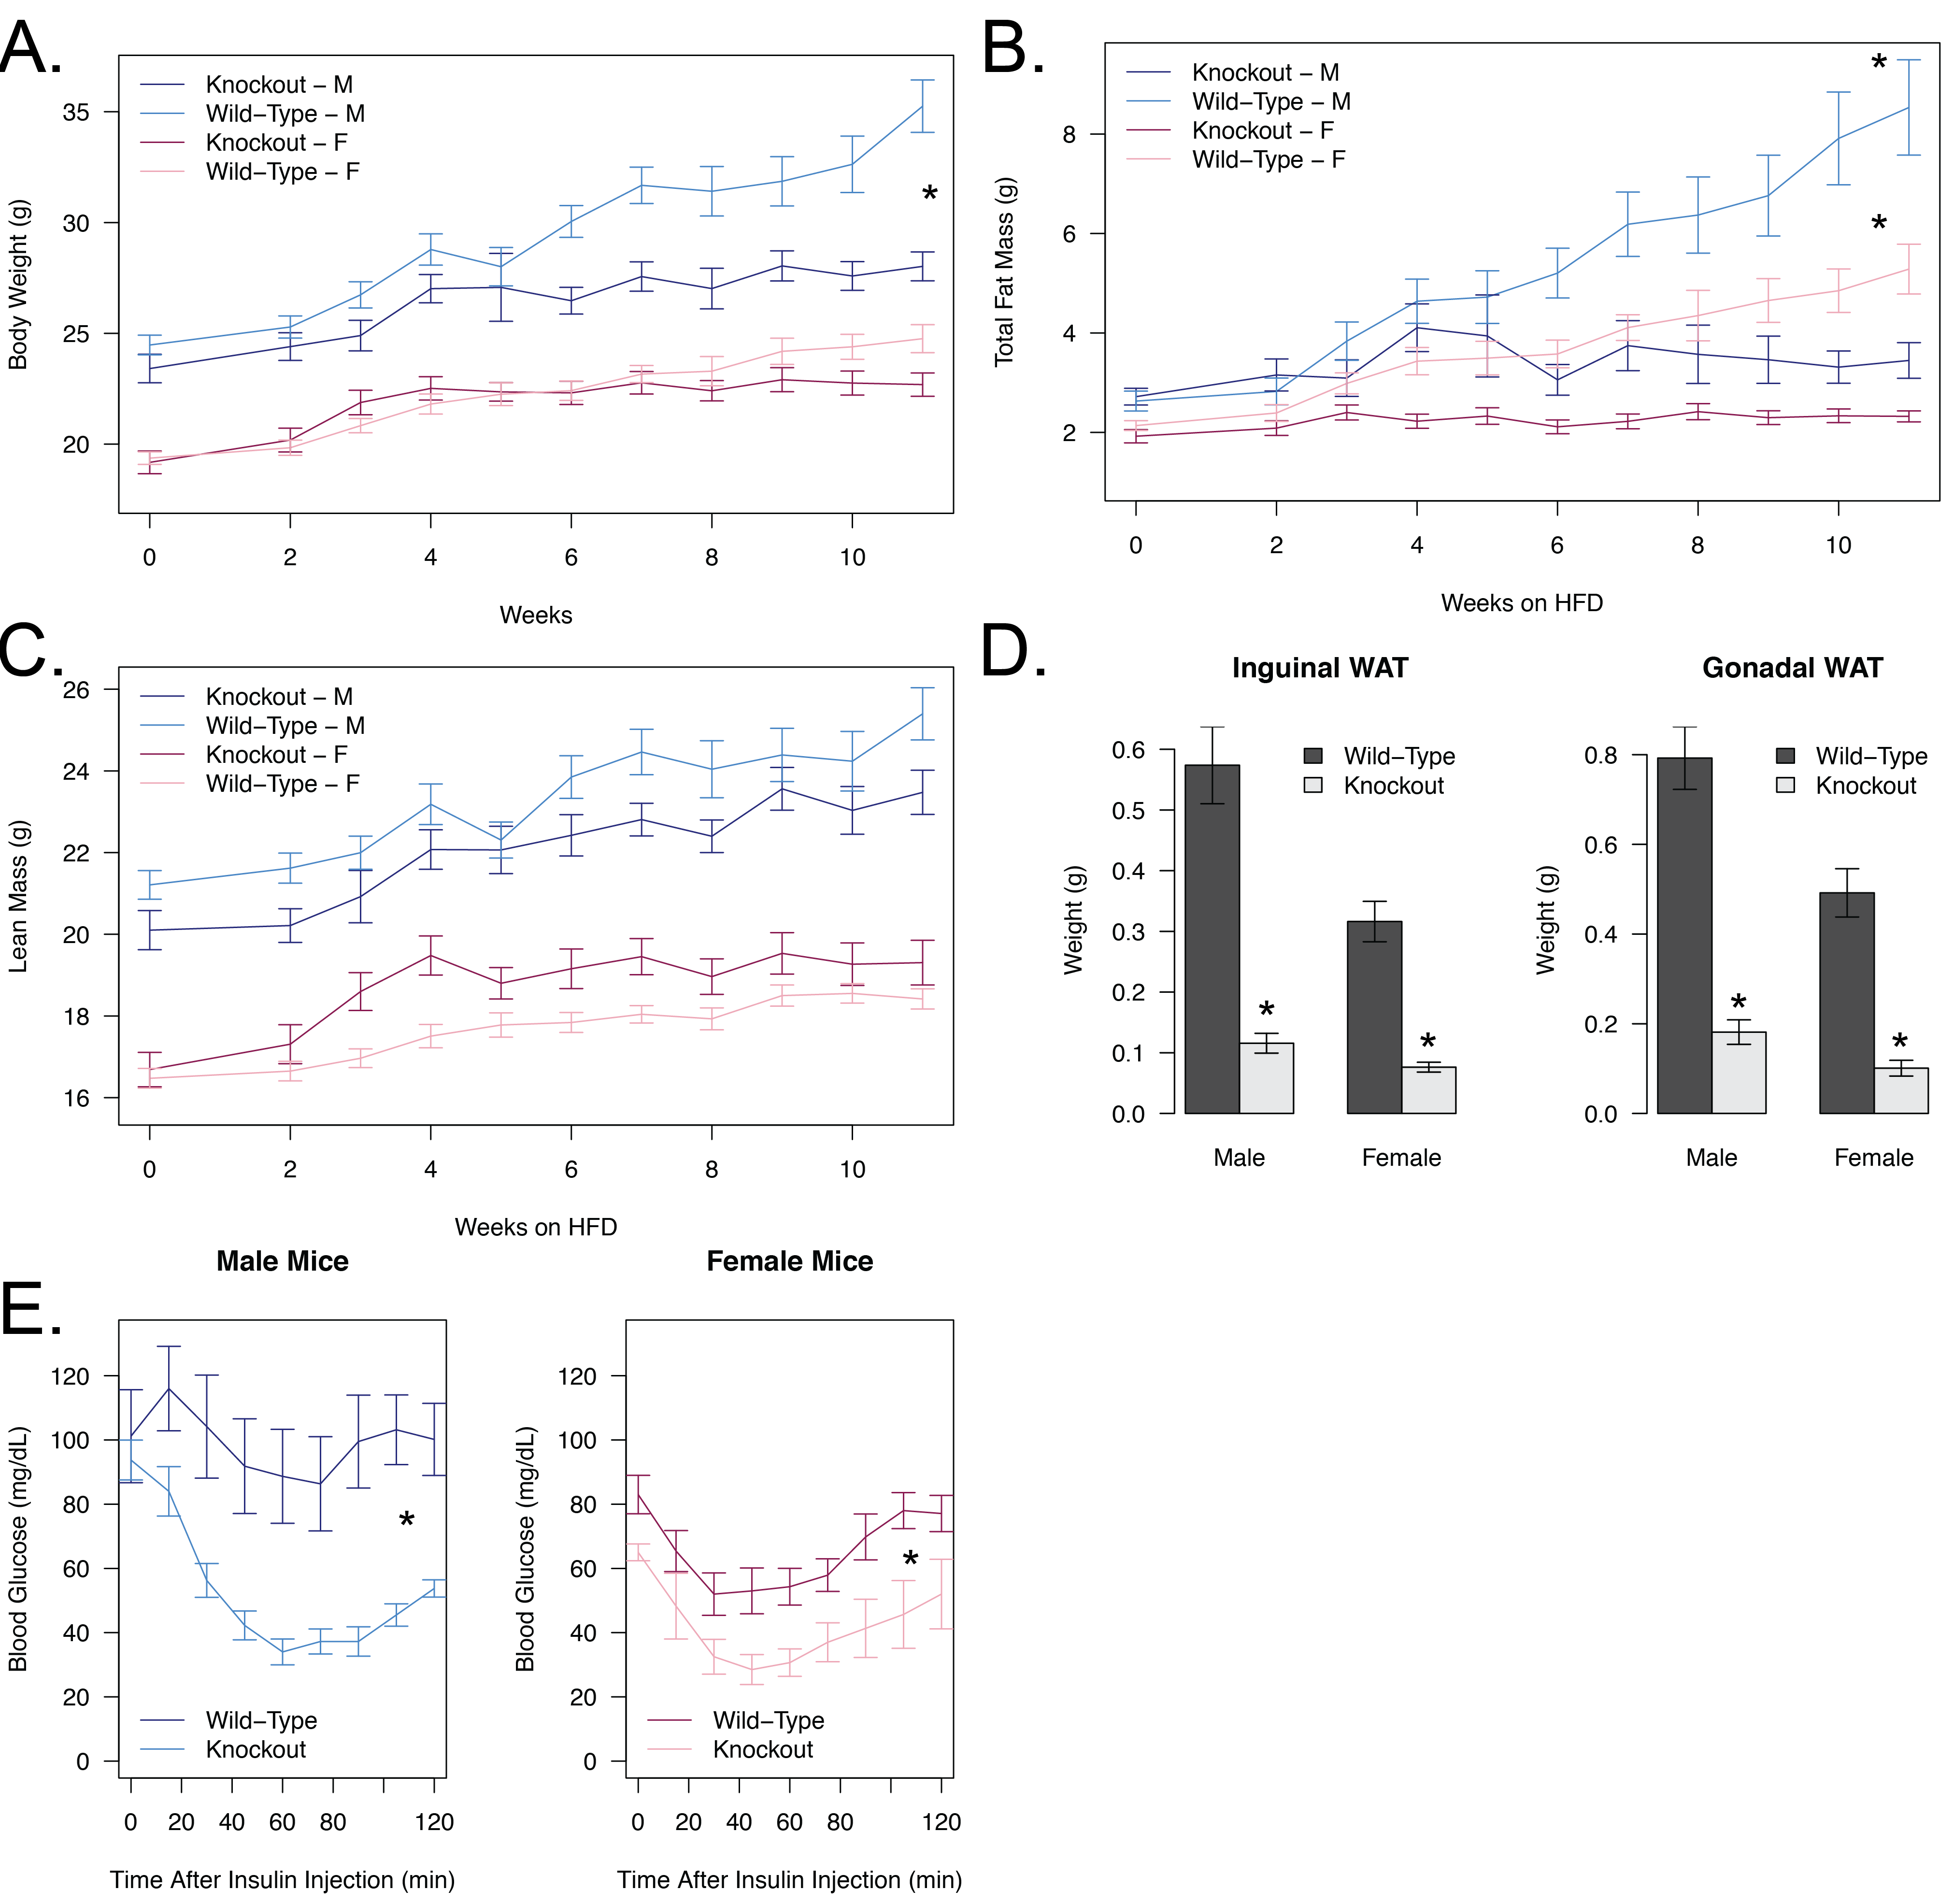 A.
Knockout – M
Wild–Type – M
Knockout – F
Wild–Type – F
35
30
25
20
Body Weight (g)
0 2 4 6 8 10
Weeks
*
B.
Knockout – M
Wild–Type – M
Knockout – F
Wild–Type – F
*
*
8
6
4
2
Total Fat Mass (g)
0 2 4 6 8 10
Weeks on HFD
C.
Knockout – M
Wild–Type – M
Knockout – F
Wild–Type – F
26
24
22
20
18
16
Lean Mass (g)
0 2 4 6 8 10
Weeks on HFD
D.
Inguinal WAT
Wild–Type
Knockout
0.6
0.5
0.4
0.3
0.2
0.1
0.0
Weight (g)
*
*
Male Female
Gonadal WAT
Wild–Type
Knockout
0.8
0.6
0.4
0.2
0.0
Weight (g)
*
*
Male Female
E.
Male Mice
120
100
80
60
40
20
0
Blood Glucose (mg/dL)
*
Wild–Type
Knockout
0 20 40 60 80 120
Time After Insulin Injection (min)
Female Mice
120
100
80
60
40
20
0
Blood Glucose (mg/dL)
*
Wild–Type
Knockout
0 20 40 60 80 120
Time After Insulin Injection (min)